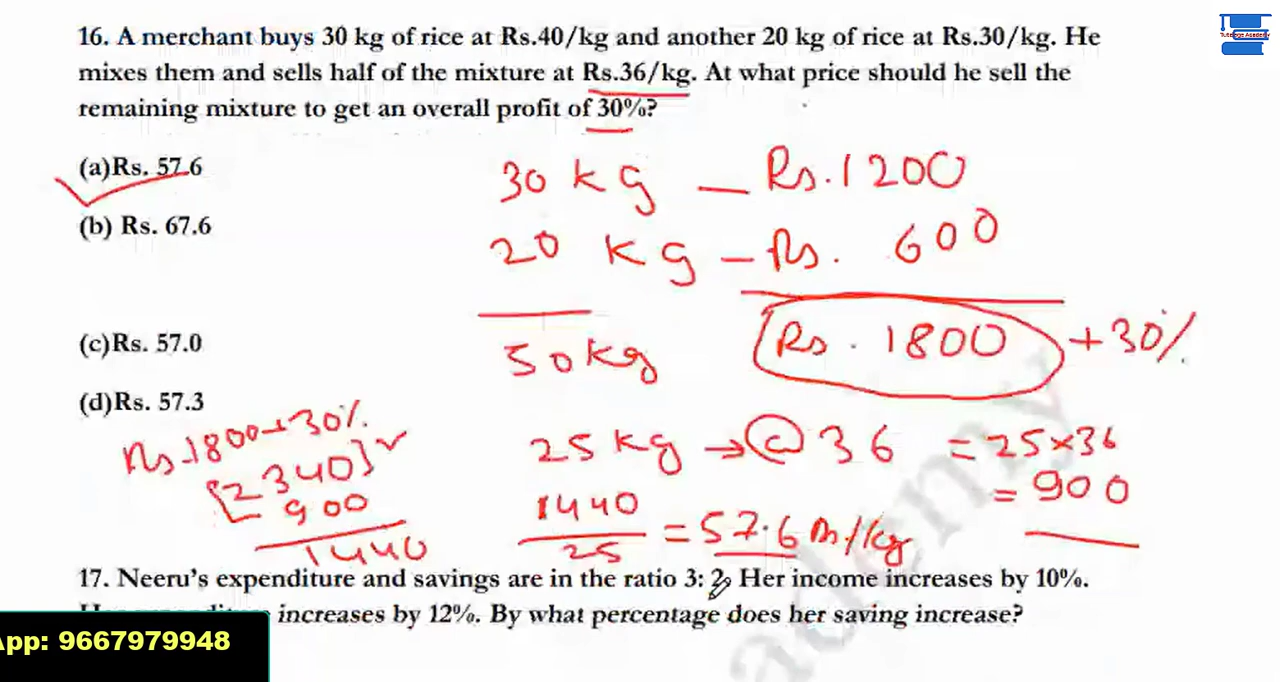 Tutelage Academy
16. A merchant buys 30 kg of rice at Rs.40/kg and another 20 kg of rice at Rs.30/kg. He
mixes them and sells half of the mixture at Rs.36/kg. At what price should he sell the
remaining mixture to get an overall profit of 30%?
(a)Rs. 57.6
(b) Rs. 67.6
(c)Rs. 57.0
(d)Rs. 57.3
30 kg — Rs. 1200
20 kg — Rs. 600
50 kg Rs. 1800 + 30%
Rs. 1800 + 30%
2340
900
1440
25 kg → @ 36 = 25 × 36
= 900
1440
25
= 57.6 Rs/kg
17. Neeru's expenditure and savings are in the ratio 3: 2, Her income increases by 10%.
increases by 12%. By what percentage does her saving increase?
App: 9667979948
ademy